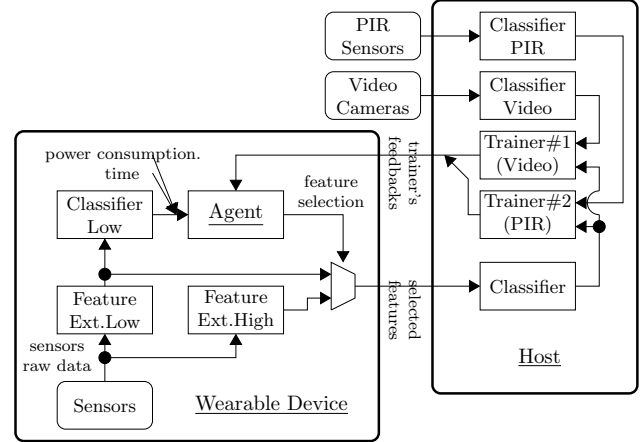 PIR
Sensors
Classifier
PIR
Video
Cameras
Classifier
Video
Trainer#1
(Video)
trainer's
feedbacks
power consumption.
time
feature
selection
Classifier
Low
Agent
Trainer#2
(PIR)
Feature
Ext.Low
Feature
Ext.High
selected
features
Classifier
sensors
raw data
Host
Sensors
Wearable Device